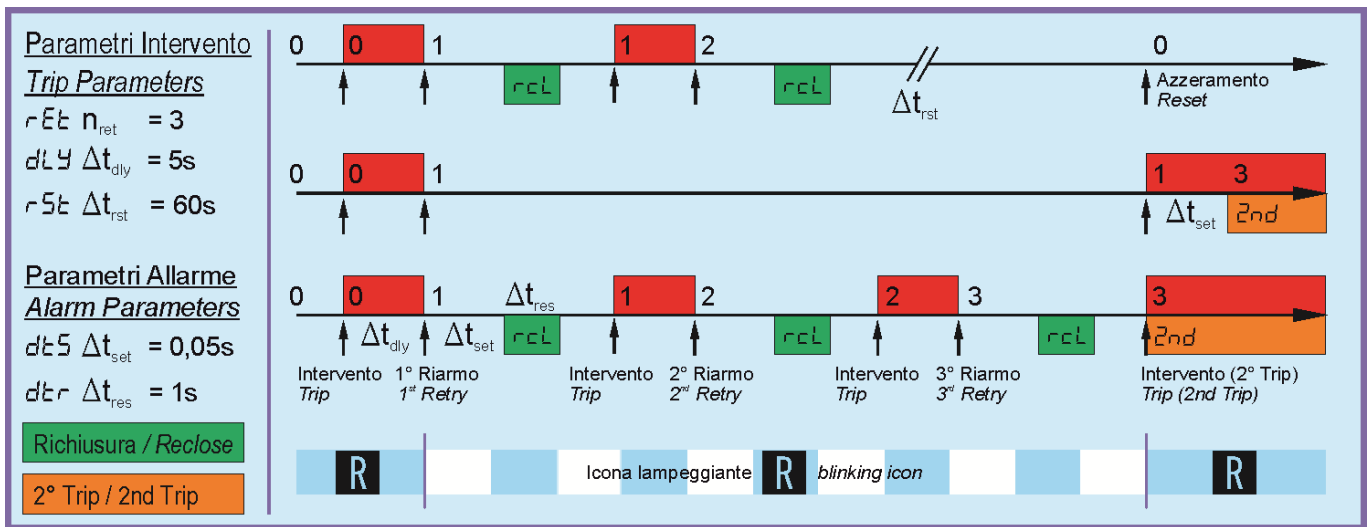 Parametri Intervento
Trip Parameters
rEt n_ret = 3
dLY Δt_dly = 5s
rSt Δt_rst = 60s
Parametri Allarme
Alarm Parameters
dtS Δt_set = 0,05s
dtr Δt_res = 1s
Richiusura / Reclose
2° Trip / 2nd Trip
0 0 1 1 2 0
rcL rcL Δt_rst Azzeramento
Reset
0 0 1 1 3
Δt_set 2nd
0 0 1 Δt_res 1 2 2 3 3
Δt_dly Δt_set rcL rcL rcL 2nd
Intervento 1° Riarmo Intervento 2° Riarmo Intervento 3° Riarmo Intervento (2° Trip)
Trip 1st Retry Trip 2rd Retry Trip 3rd Retry Trip (2nd Trip)
R Icona lampeggiante R blinking icon R